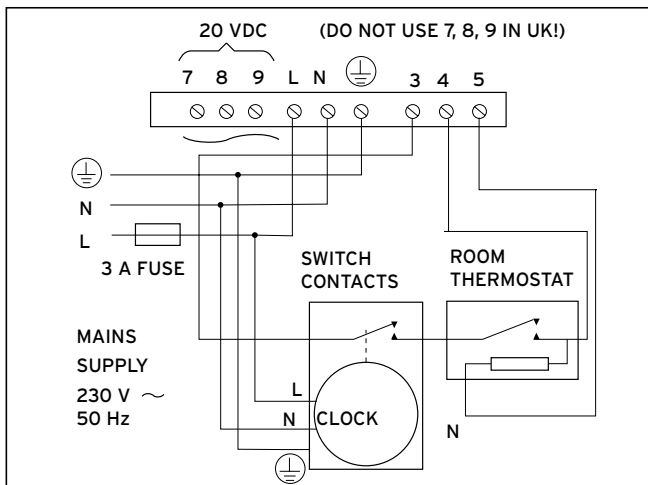 20 VDC (DO NOT USE 7, 8, 9 IN UK!)
7 8 9 L N 3 4 5
N
L
3 A FUSE
SWITCH
CONTACTS
ROOM
THERMOSTAT
MAINS
SUPPLY
230 V ~
50 Hz
L
N CLOCK
N